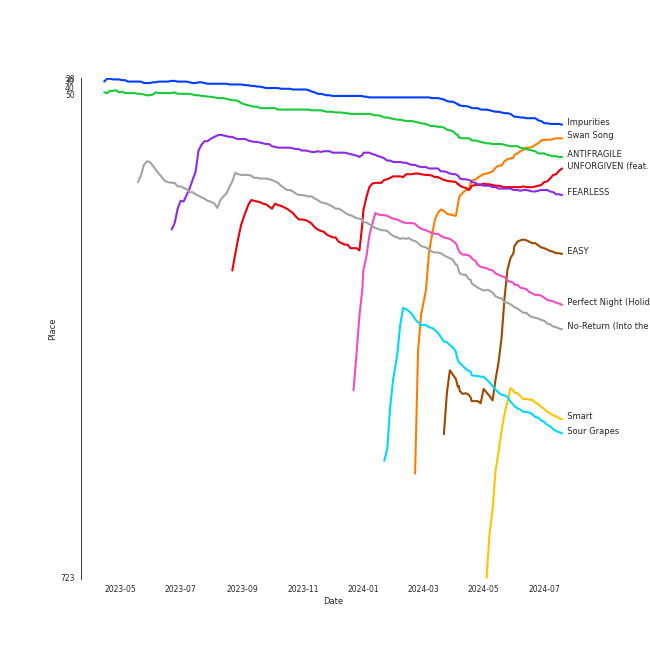 28
40
50
Impurities
Swan Song
ANTIFRAGILE
UNFORGIVEN (feat.
FEARLESS
EASY
Place
Perfect Night (Holid
No-Return (Into the
Smart
Sour Grapes
723
2023-05 2023-07 2023-09 2023-11 2024-01 2024-03 2024-05 2024-07
Date